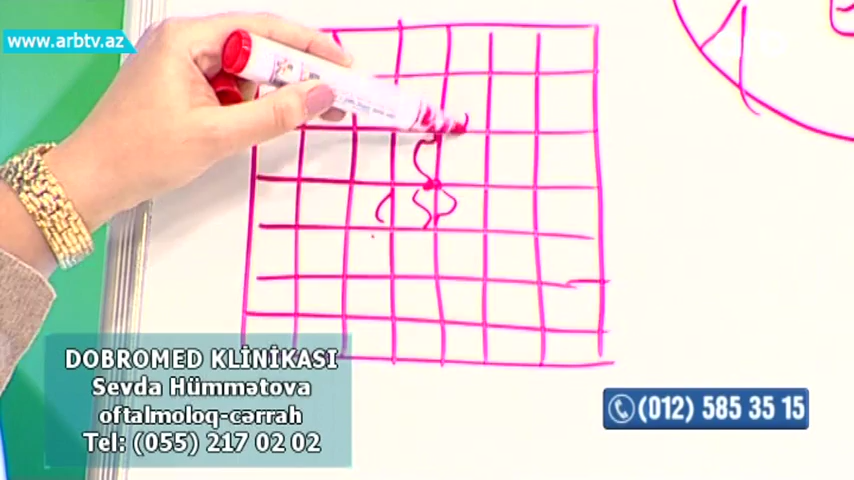 www.arbtv.az
DOBROMED KLİNİKASI
Sevda Hümmətova
oftalmoloq-cərrah
Tel: (055) 217 02 02
(012) 585 35 15